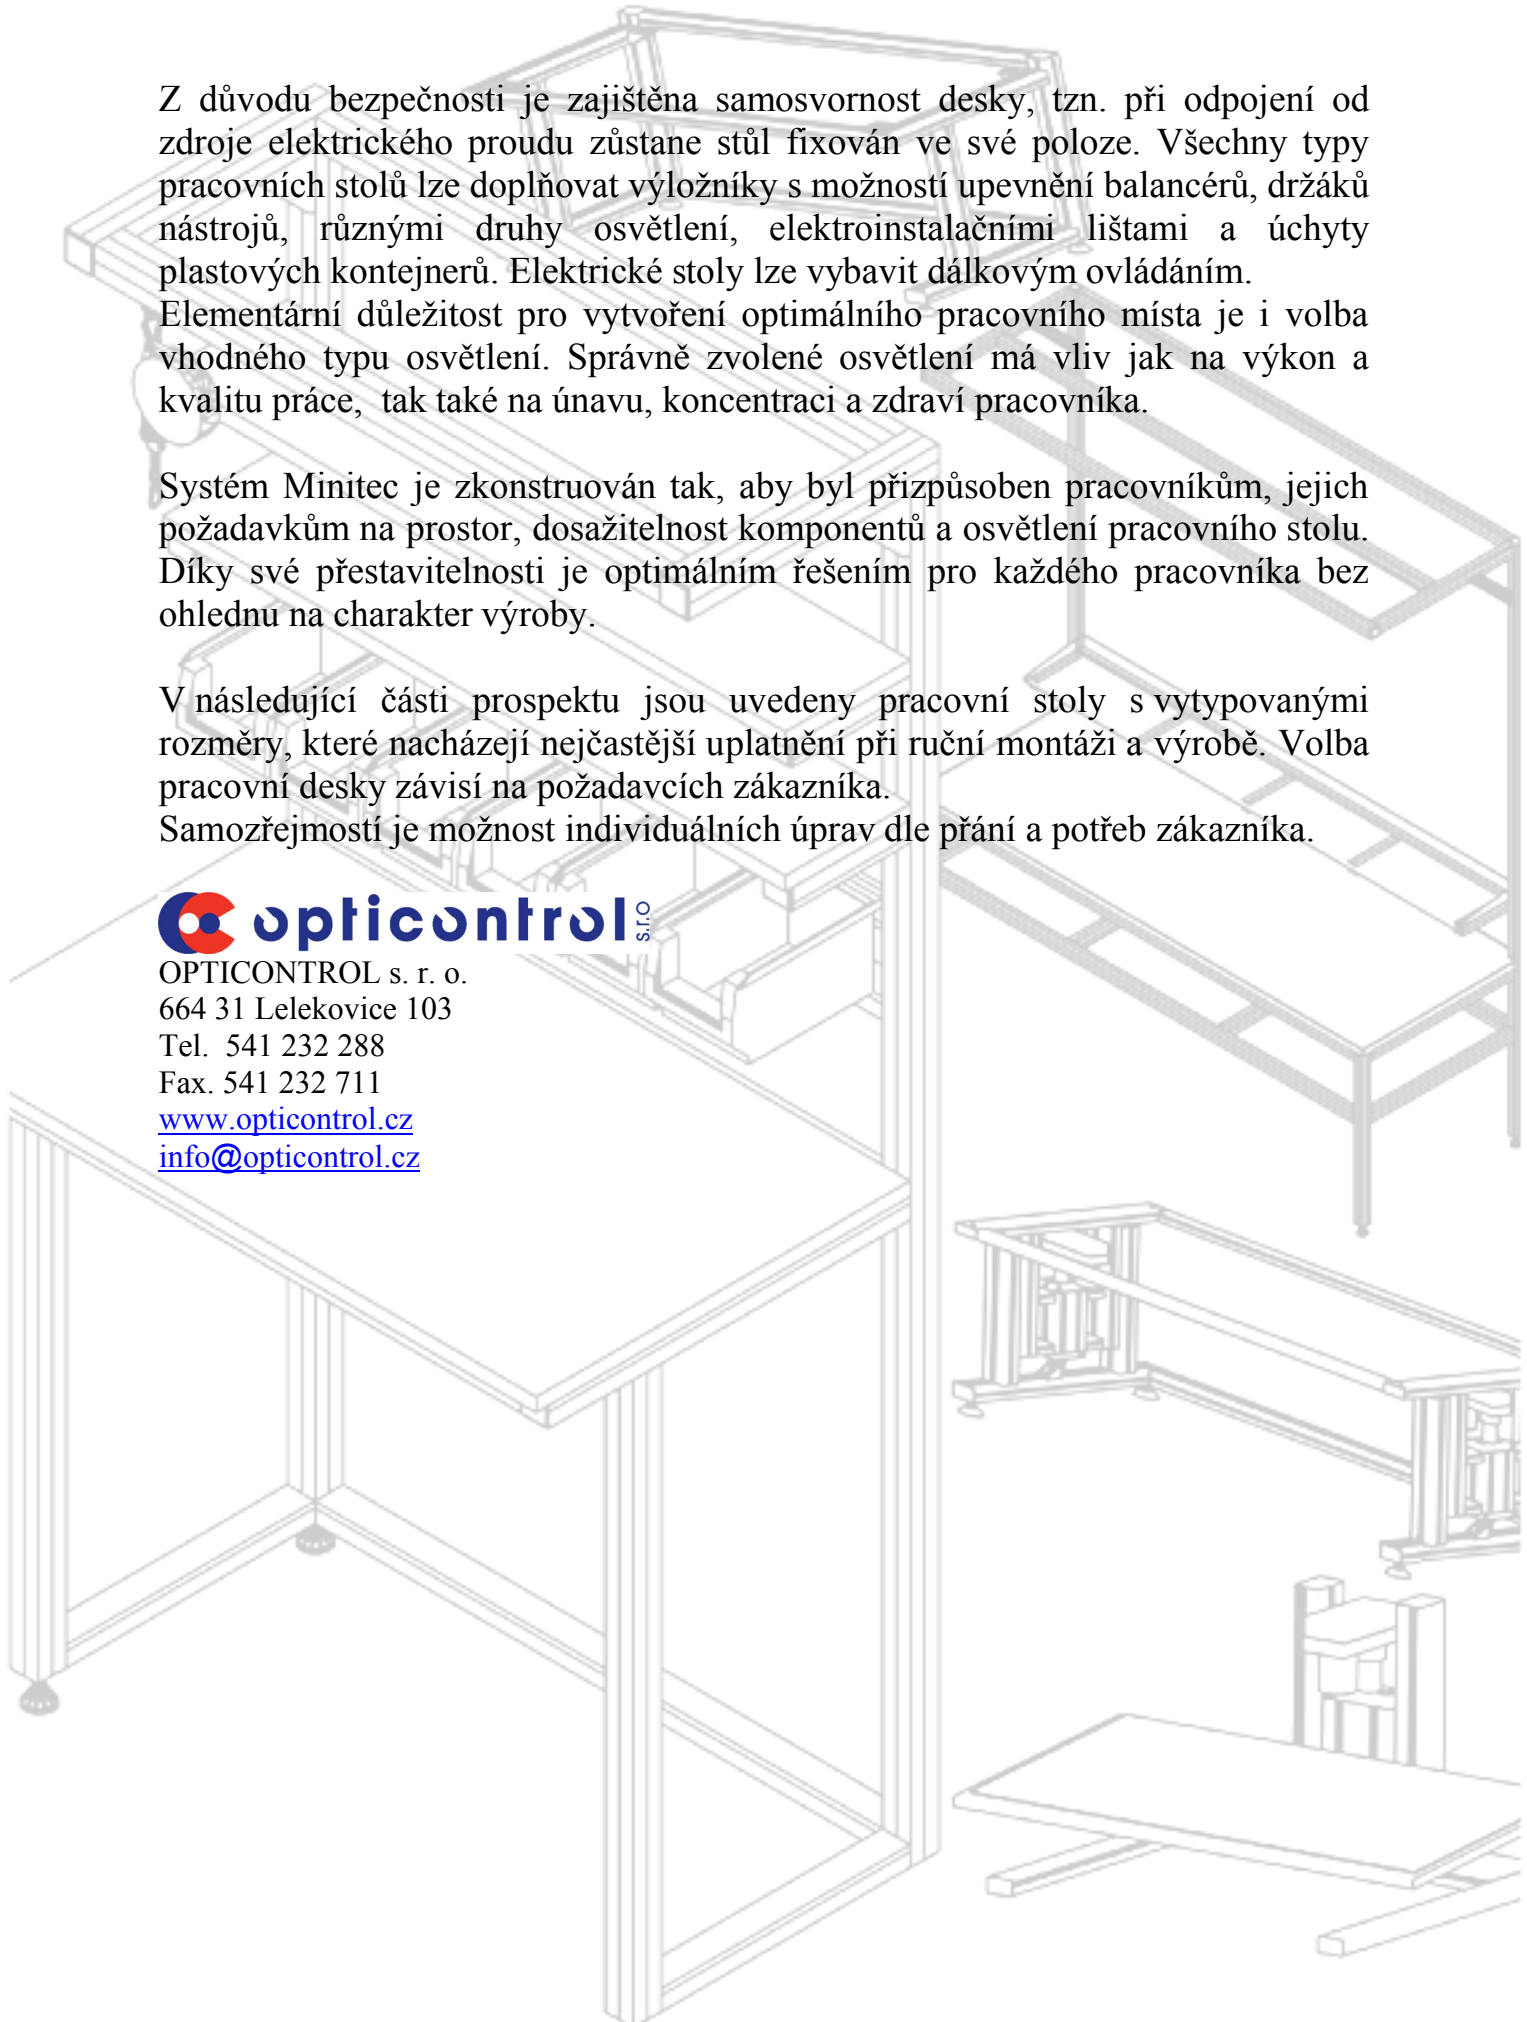 Z důvodu bezpečnosti je zajištěna samosvornost desky, tzn. při odpojení od
zdroje elektrického proudu zůstane stůl fixován ve své poloze. Všechny typy
pracovních stolů lze doplňovat výložníky s možností upevnění balancérů, držáků
nástrojů, různými druhy osvětlení, elektroinstalačními lištami a úchyty
plastových kontejnerů. Elektrické stoly lze vybavit dálkovým ovládáním.
Elementární důležitost pro vytvoření optimálního pracovního místa je i volba
vhodného typu osvětlení. Správně zvolené osvětlení má vliv jak na výkon a
kvalitu práce,  tak také na únavu, koncentraci a zdraví pracovníka.
Systém Minitec je zkonstruován tak, aby byl přizpůsoben pracovníkům, jejich
požadavkům na prostor, dosažitelnost komponentů a osvětlení pracovního stolu.
Díky své přestavitelnosti je optimálním řešením pro každého pracovníka bez
ohlednu na charakter výroby.
V následující části prospektu jsou uvedeny pracovní stoly s vytypovanými
rozměry, které nacházejí nejčastější uplatnění při ruční montáži a výrobě. Volba
pracovní desky závisí na požadavcích zákazníka.
Samozřejmostí je možnost individuálních úprav dle přání a potřeb zákazníka.
opticontrol s.r.o
OPTICONTROL s. r. o.
664 31 Lelekovice 103
Tel.  541 232 288
Fax. 541 232 711
www.opticontrol.cz
info@opticontrol.cz